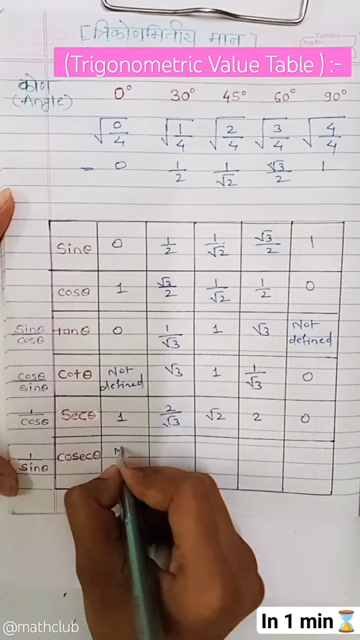 [त्रिकोणमितीय मान]
(Trigonometric Value Table ) :-
कोण (Angle) 0° 30° 45° 60° 90°
√(0/4) √(1/4) √(2/4) √(3/4) √(4/4)
= 0 1/2 1/√2 √3/2 1
sinθ 0 1/2 1/√2 √3/2 1
cosθ 1 √3/2 1/√2 1/2 0
sinθ/cosθ tanθ 0 1/√3 1 √3 Not defined
cosθ/sinθ cotθ Not defined √3 1 1/√3 0
1/cosθ secθ 1 2/√3 √2 2 0
1/sinθ cosecθ
@mathclub
In 1 min⌛